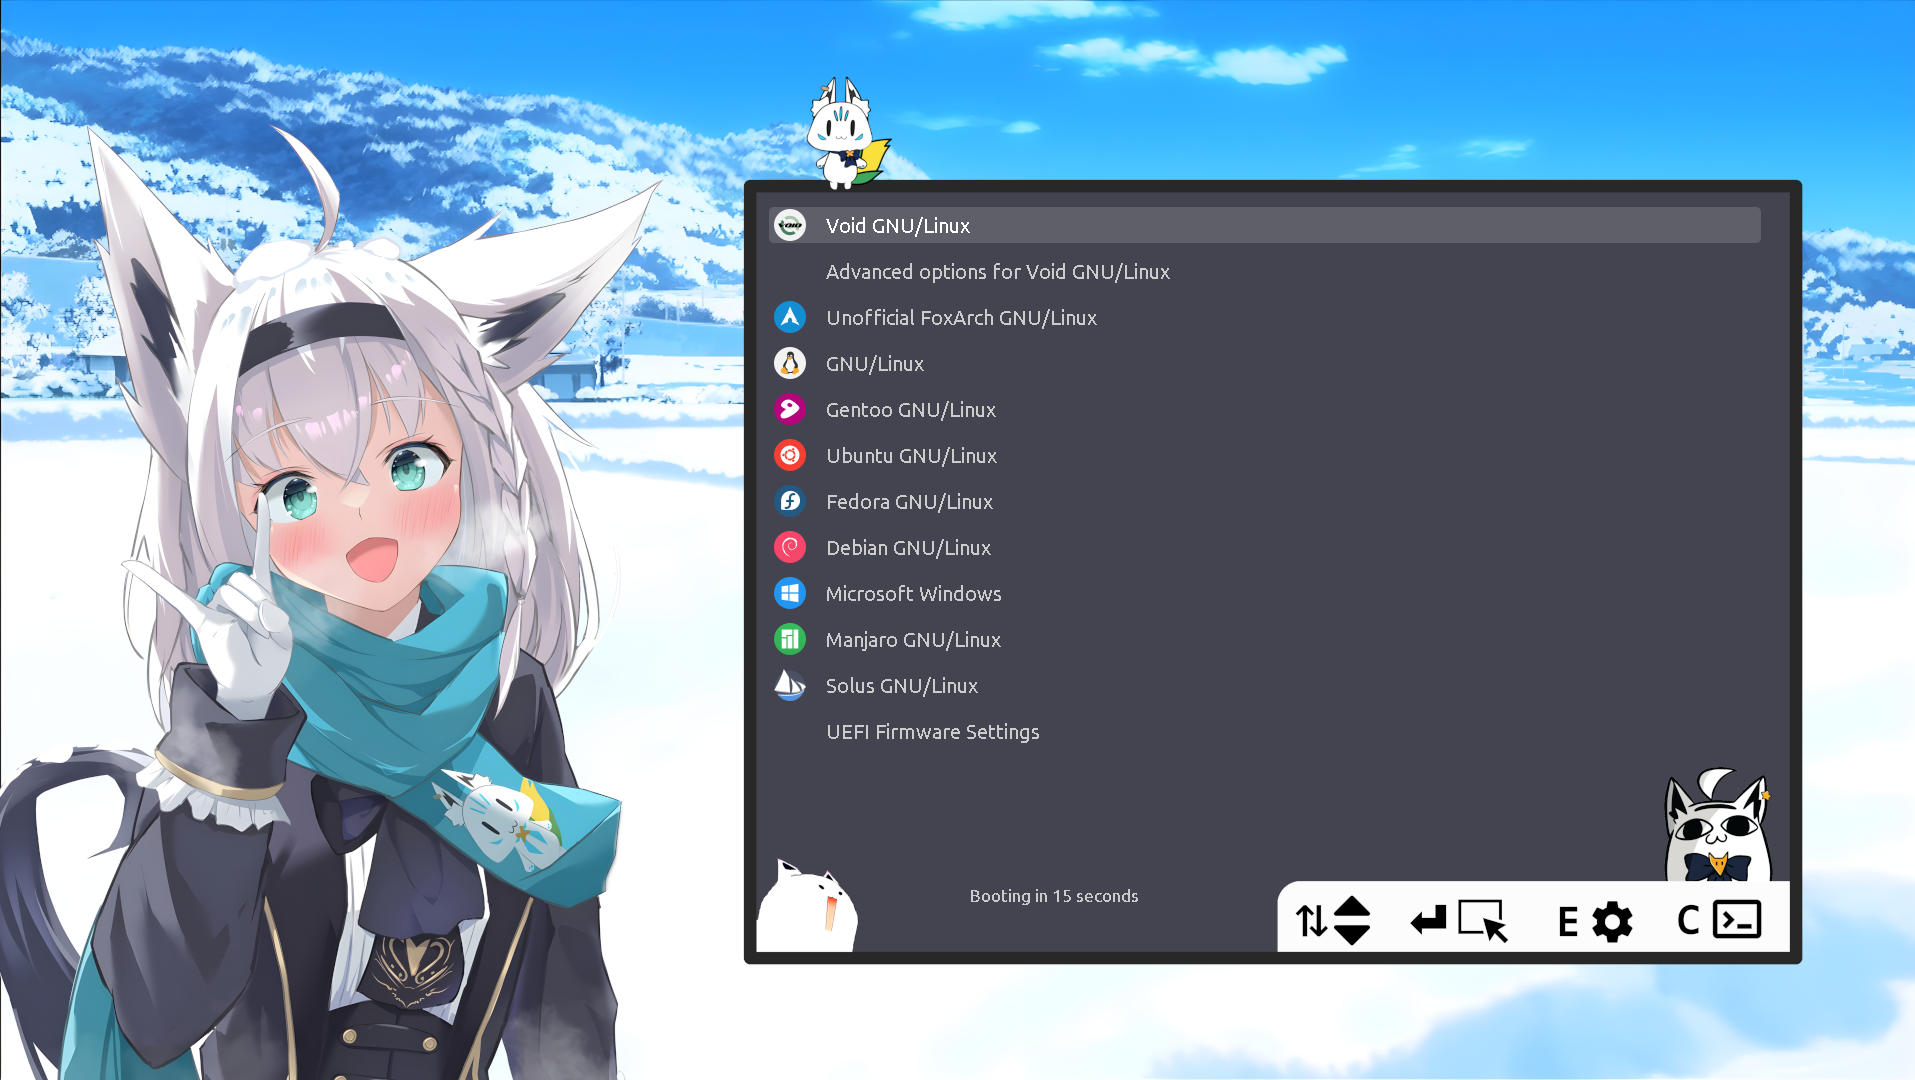 Void GNU/Linux
Advanced options for Void GNU/Linux
Unofficial FoxArch GNU/Linux
GNU/Linux
Gentoo GNU/Linux
Ubuntu GNU/Linux
Fedora GNU/Linux
Debian GNU/Linux
Microsoft Windows
Manjaro GNU/Linux
Solus GNU/Linux
UEFI Firmware Settings
Booting in 15 seconds
E
C